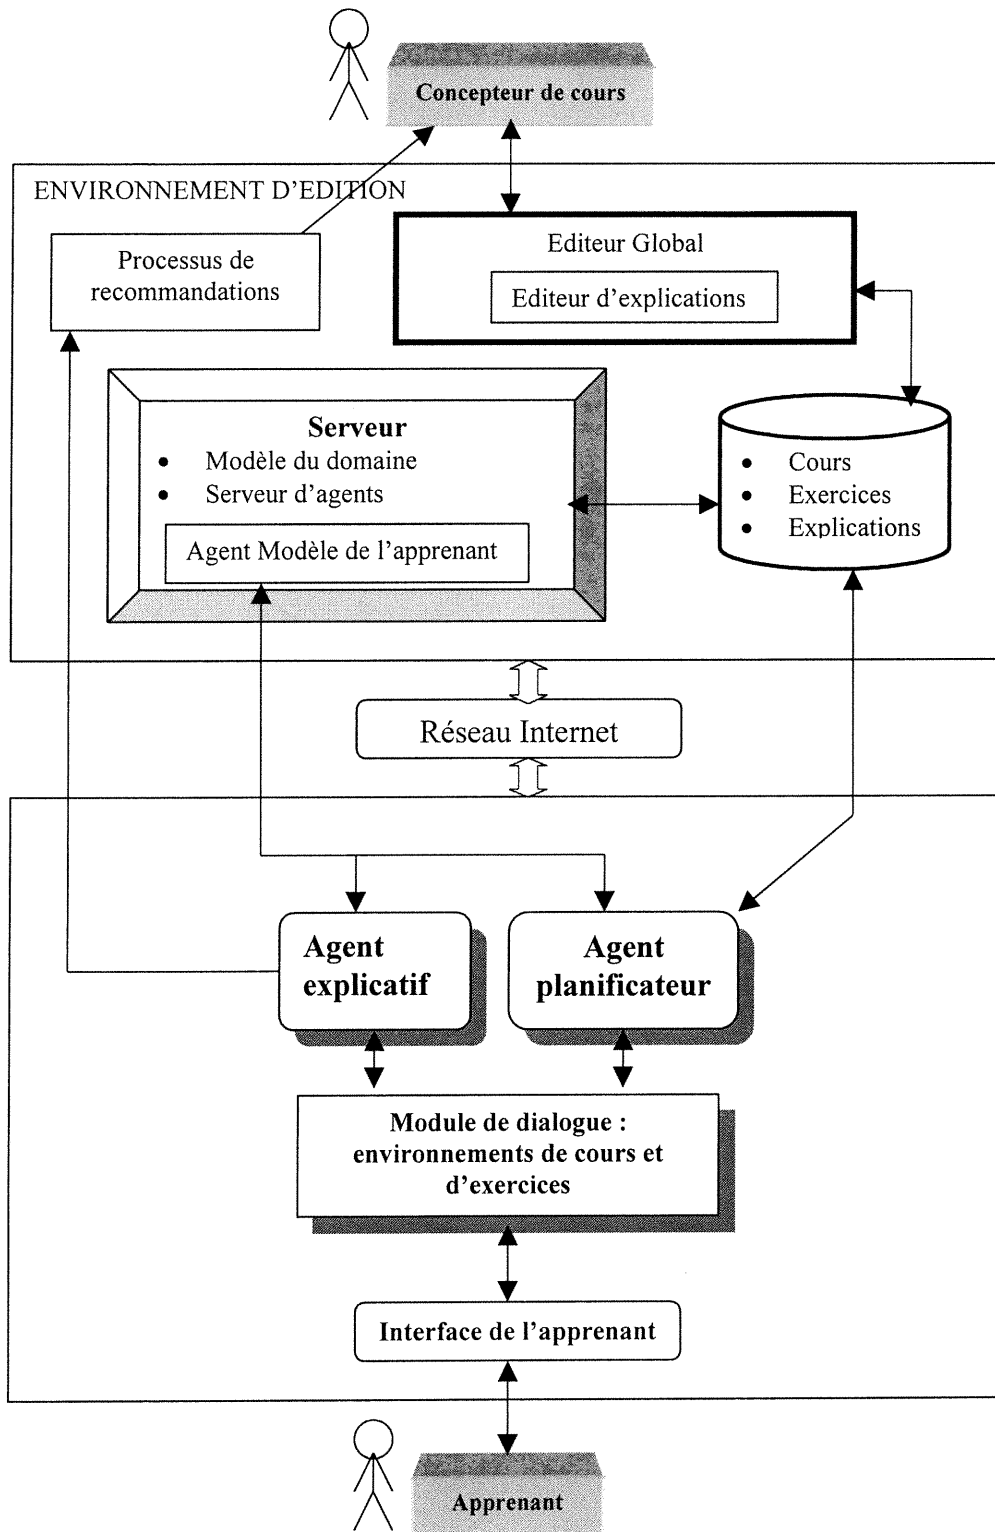 Concepteur de cours
ENVIRONNEMENT D’EDITION
Processus de
recommandations
Editeur Global
Editeur d’explications
Serveur
• Modèle du domaine
• Serveur d’agents
Agent Modèle de l’apprenant
• Cours
• Exercices
• Explications
Réseau Internet
Agent
explicatif
Agent
planificateur
Module de dialogue :
environnements de cours et
d’exercices
Interface de l’apprenant
Apprenant